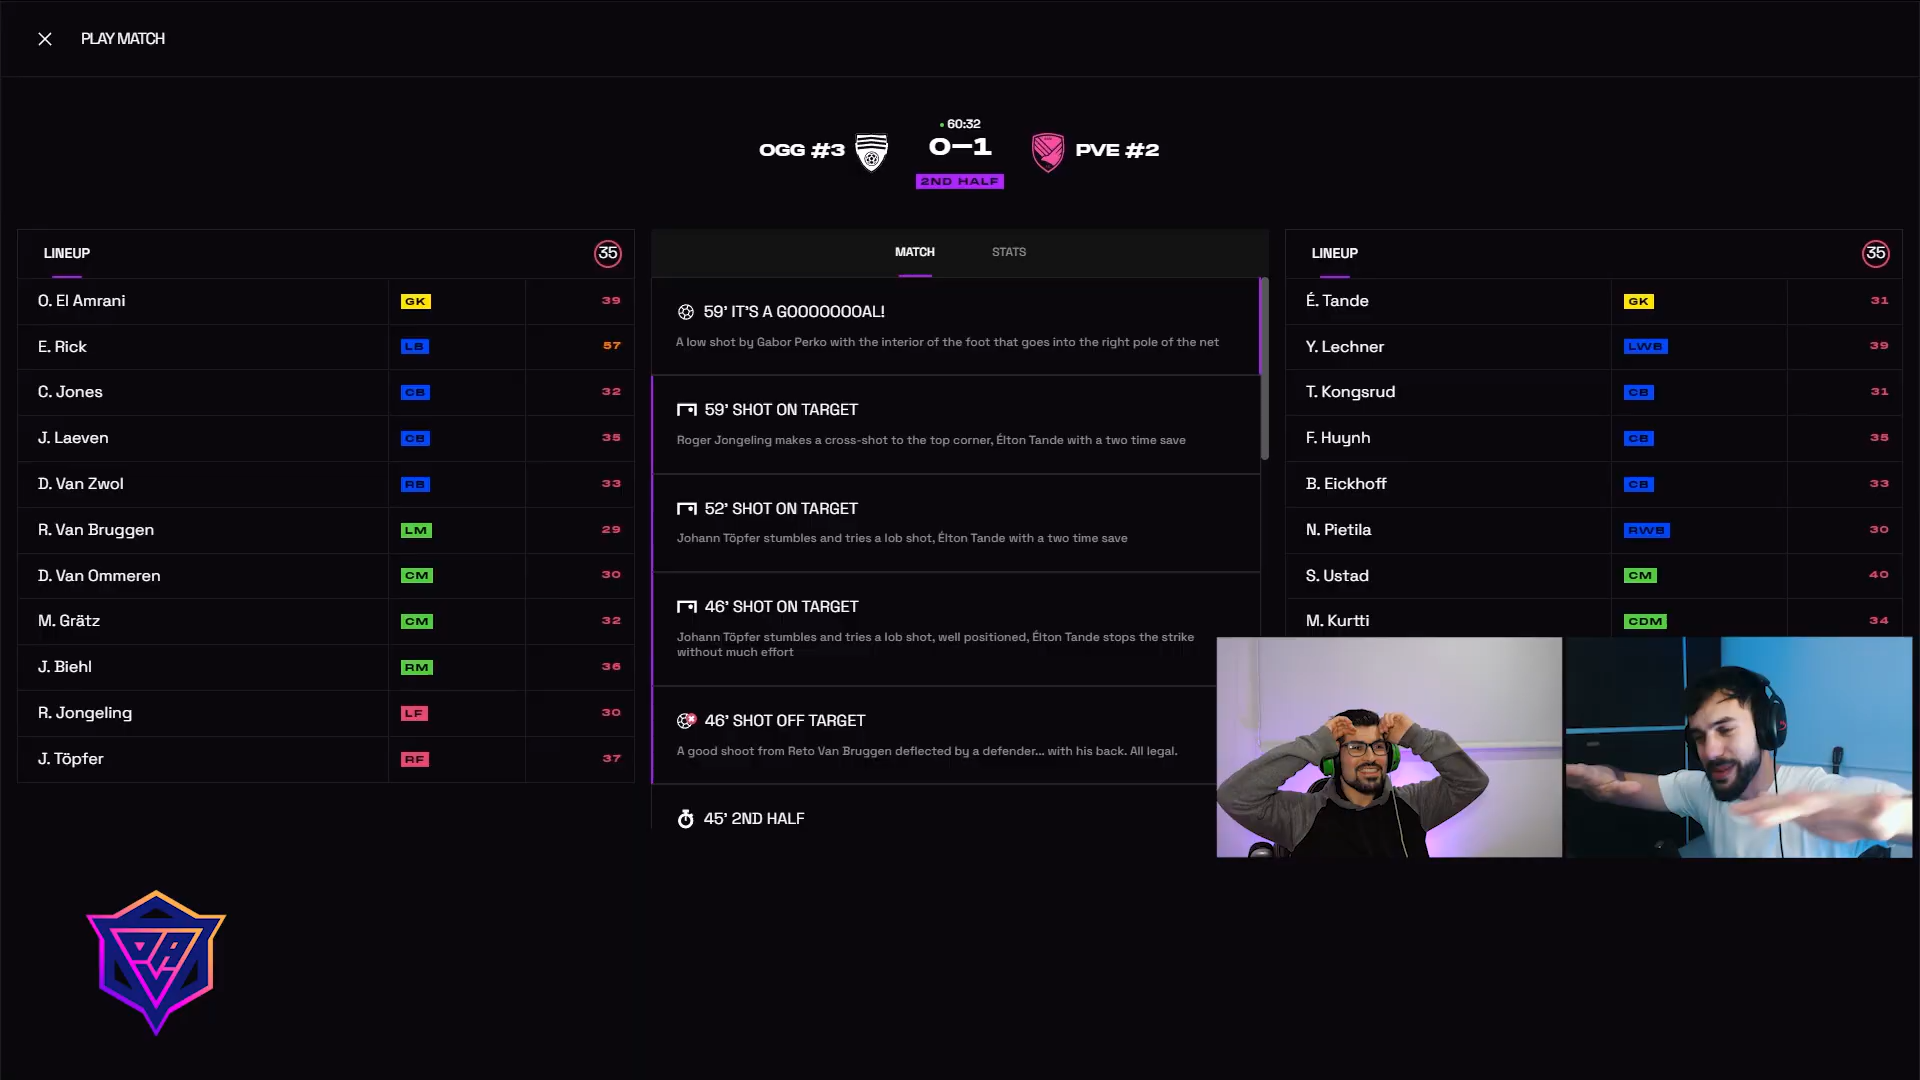 PLAY MATCH
60:32
OGG #3
0—1
PVE #2
2ND HALF
LINEUP
35
O. El Amrani GK 39
E. Rick LB 57
C. Jones CB 32
J. Laeven CB 35
D. Van Zwol RB 33
R. Van Bruggen LM 29
D. Van Ommeren CM 30
M. Grätz CM 32
J. Biehl RM 36
R. Jongeling LF 30
J. Töpfer RF 37
MATCH STATS
59' IT'S A GOOOOOOOAL!
A low shot by Gabor Perko with the interior of the foot that goes into the right pole of the net
59' SHOT ON TARGET
Roger Jongeling makes a cross-shot to the top corner, Élton Tande with a two time save
52' SHOT ON TARGET
Johann Töpfer stumbles and tries a lob shot, Élton Tande with a two time save
46' SHOT ON TARGET
Johann Töpfer stumbles and tries a lob shot, well positioned, Élton Tande stops the strike
without much effort
46' SHOT OFF TARGET
A good shoot from Reto Van Bruggen deflected by a defender... with his back. All legal.
45' 2ND HALF
LINEUP
35
É. Tande GK 31
Y. Lechner LWB 39
T. Kongsrud CB 31
F. Huynh CB 35
B. Eickhoff CB 33
N. Pietila RWB 30
S. Ustad CM 40
M. Kurtti CDM 34